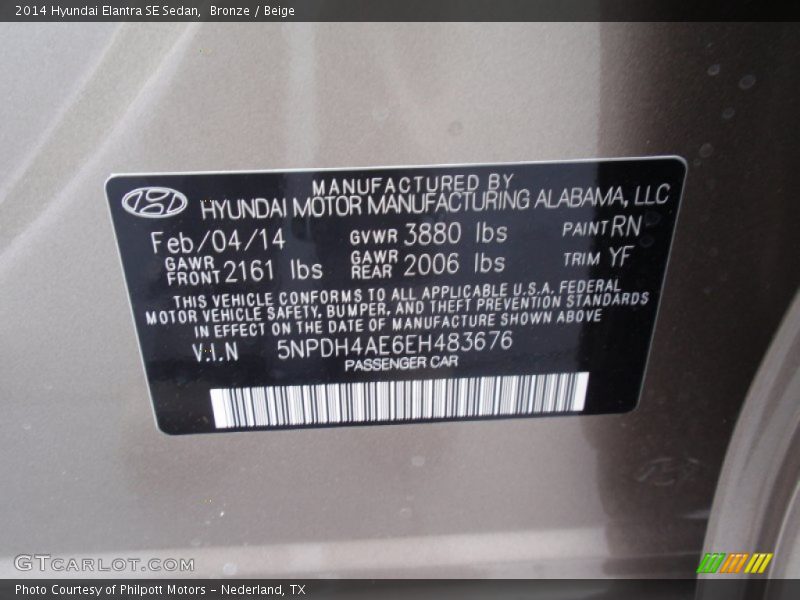 2014 Hyundai Elantra SE Sedan, Bronze / Beige
MANUFACTURED BY
HYUNDAI MOTOR MANUFACTURING ALABAMA, LLC
Feb/04/14 GVWR 3880 lbs PAINT RN
GAWR FRONT 2161 lbs GAWR REAR 2006 lbs TRIM YF
THIS VEHICLE CONFORMS TO ALL APPLICABLE U.S.A. FEDERAL
MOTOR VEHICLE SAFETY, BUMPER, AND THEFT PREVENTION STANDARDS
IN EFFECT ON THE DATE OF MANUFACTURE SHOWN ABOVE
V.I.N 5NPDH4AE6EH483676
PASSENGER CAR
GTCARLOT.COM
Photo Courtesy of Philpott Motors - Nederland, TX